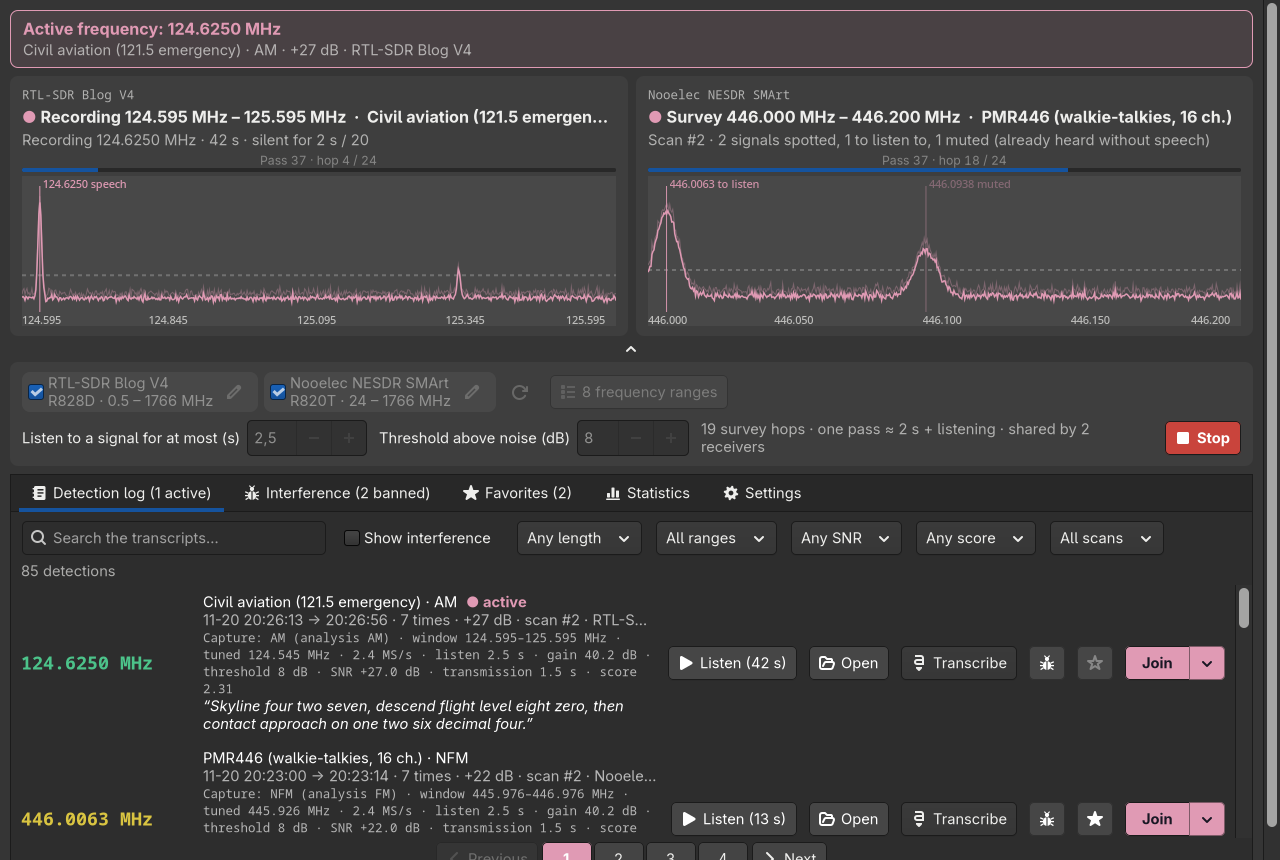 Active frequency: 124.6250 MHz
Civil aviation (121.5 emergency) · AM · +27 dB · RTL-SDR Blog V4
RTL-SDR Blog V4
Recording 124.595 MHz – 125.595 MHz · Civil aviation (121.5 emergen...
Recording 124.6250 MHz · 42 s · silent for 2 s / 20
Pass 37 · hop 4 / 24
124.6250 speech
124.595 124.845 125.095 125.345 125.595
Nooelec NESDR SMArt
Survey 446.000 MHz – 446.200 MHz · PMR446 (walkie-talkies, 16 ch.)
Scan #2 · 2 signals spotted, 1 to listen to, 1 muted (already heard without speech)
Pass 37 · hop 18 / 24
446.0063 to listen 446.0938 muted
446.000 446.050 446.100 446.150 446.200
RTL-SDR Blog V4
R828D · 0.5 – 1766 MHz
Nooelec NESDR SMArt
R820T · 24 – 1766 MHz
8 frequency ranges
Listen to a signal for at most (s) 2,5 − + Threshold above noise (dB) 8 − +
19 survey hops · one pass ≈ 2 s + listening · shared by 2
receivers
Stop
Detection log (1 active) Interference (2 banned) Favorites (2) Statistics Settings
Search the transcripts... Show interference Any length All ranges Any SNR Any score All scans
85 detections
124.6250 MHz
Civil aviation (121.5 emergency) · AM active
11-20 20:26:13 → 20:26:56 · 7 times · +27 dB · scan #2 · RTL-S...
Capture: AM (analysis AM) · window 124.595–125.595 MHz ·
tuned 124.545 MHz · 2.4 MS/s · listen 2.5 s · gain 40.2 dB ·
threshold 8 dB · SNR +27.0 dB · transmission 1.5 s · score
2.31
“Skyline four two seven, descend flight level eight zero, then
contact approach on one two six decimal four.”
Listen (42 s) Open Transcribe Join
446.0063 MHz
PMR446 (walkie-talkies, 16 ch.) · NFM
11-20 20:23:00 → 20:23:14 · 7 times · +22 dB · scan #2 · Nooele...
Capture: NFM (analysis FM) · window 445.976–446.976 MHz ·
tuned 445.926 MHz · 2.4 MS/s · listen 2.5 s · gain 40.2 dB ·
threshold 8 dB · SNR +22.0 dB · transmission 1.5 s · score
Listen (13 s) Open Transcribe Join
Previous 1 2 3 4 Next